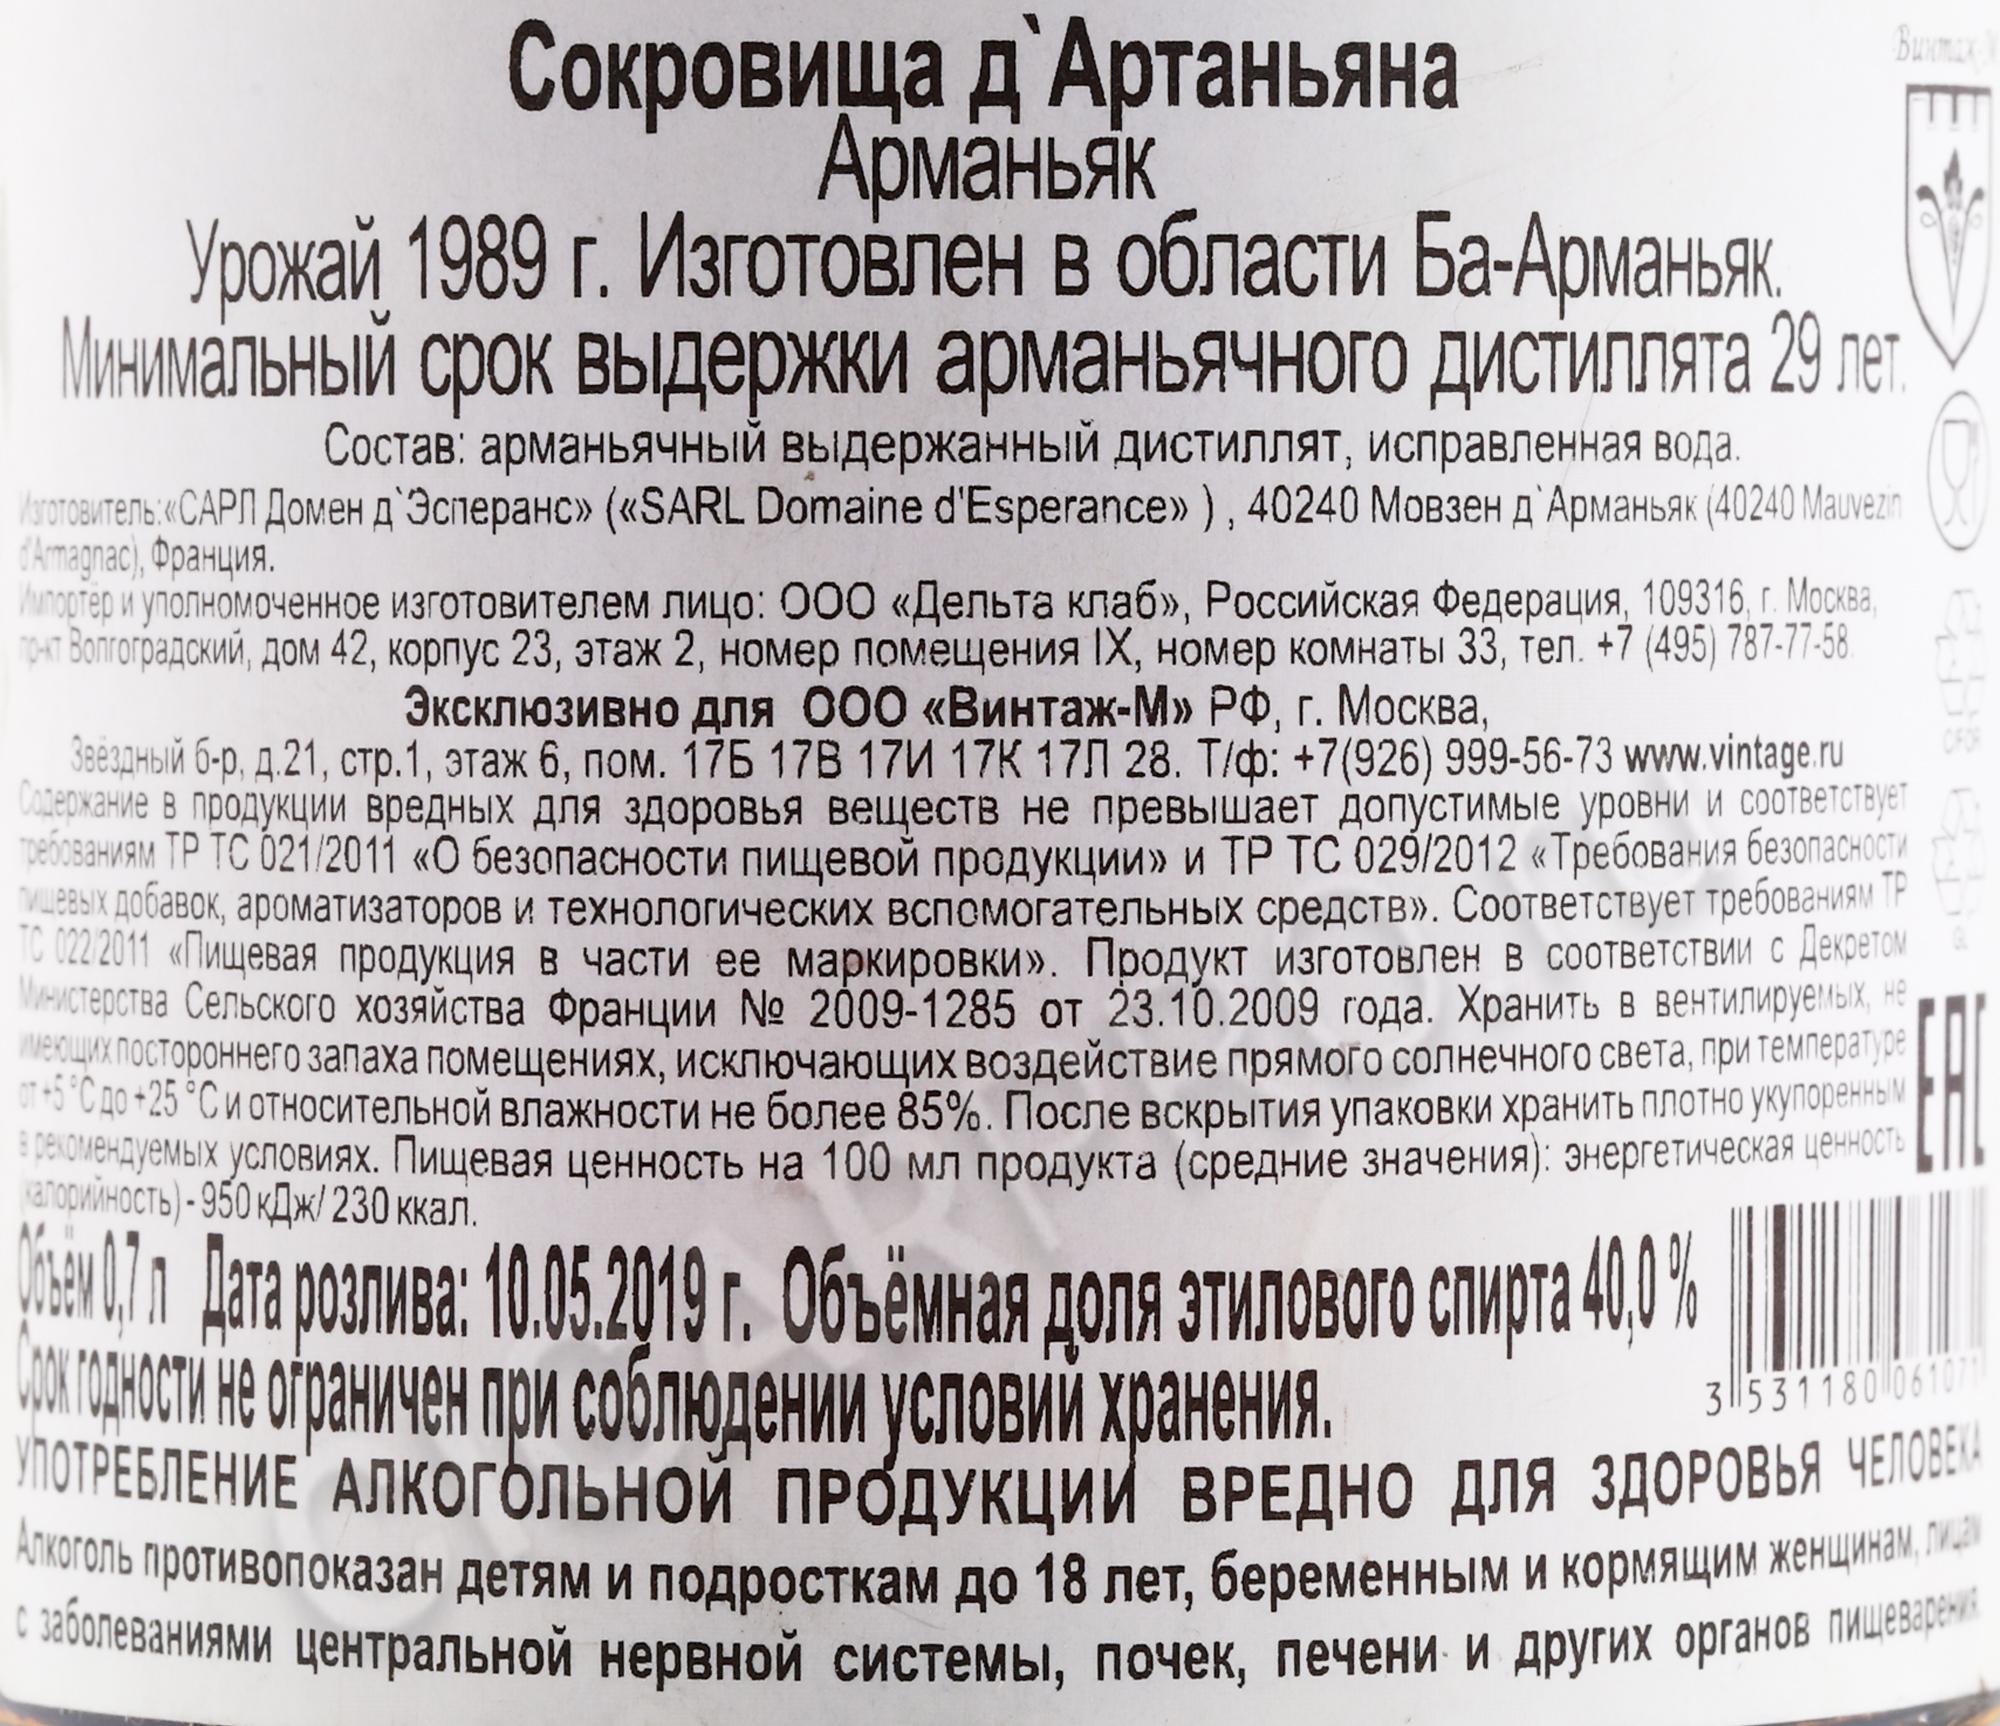 Сокровища д`Артаньяна
Арманьяк
Урожай 1989 г. Изготовлен в области Ба-Арманьяк.
Минимальный срок выдержки арманьячного дистиллята 29 лет.
Состав: арманьячный выдержанный дистиллят, исправленная вода.
Изготовитель:«САРЛ Домен д`Эсперанс» («SARL Domaine d'Esperance» ) , 40240 Мовзен д`Арманьяк (40240 Mauvezin
d'Armagnac), Франция.
Импортёр и уполномоченное изготовителем лицо: ООО «Дельта клаб», Российская Федерация, 109316, г. Москва,
пр-кт Волгоградский, дом 42, корпус 23, этаж 2, номер помещения IX, номер комнаты 33, тел. +7 (495) 787-77-58.
Эксклюзивно для ООО «Винтаж-М» РФ, г. Москва,
Звёздный б-р, д.21, стр.1, этаж 6, пом. 17Б 17В 17И 17К 17Л 28. Т/ф: +7(926) 999-56-73 www.vintage.ru
Содержание в продукции вредных для здоровья веществ не превышает допустимые уровни и соответствует
требованиям ТР ТС 021/2011 «О безопасности пищевой продукции» и ТР ТС 029/2012 «Требования безопасности
пищевых добавок, ароматизаторов и технологических вспомогательных средств». Соответствует требованиям ТР
ТС 022/2011 «Пищевая продукция в части ее маркировки». Продукт изготовлен в соответствии с Декретом
Министерства Сельского хозяйства Франции № 2009-1285 от 23.10.2009 года. Хранить в вентилируемых, не
имеющих постороннего запаха помещениях, исключающих воздействие прямого солнечного света, при температуре
от +5 °С до +25 °С и относительной влажности не более 85%. После вскрытия упаковки хранить плотно укупоренным
в рекомендуемых условиях. Пищевая ценность на 100 мл продукта (средние значения): энергетическая ценность
(калорийность) - 950 кДж/ 230 ккал.
Объём 0,7 л Дата розлива: 10.05.2019 г. Объёмная доля этилового спирта 40,0 %
Срок годности не ограничен при соблюдении условий хранения.
3 531180 061071
УПОТРЕБЛЕНИЕ АЛКОГОЛЬНОЙ ПРОДУКЦИИ ВРЕДНО ДЛЯ ЗДОРОВЬЯ ЧЕЛОВЕКА
Алкоголь противопоказан детям и подросткам до 18 лет, беременным и кормящим женщинам, лицам
с заболеваниями центральной нервной системы, почек, печени и других органов пищеварения
Винтаж-
C/FOR
GL
EAC